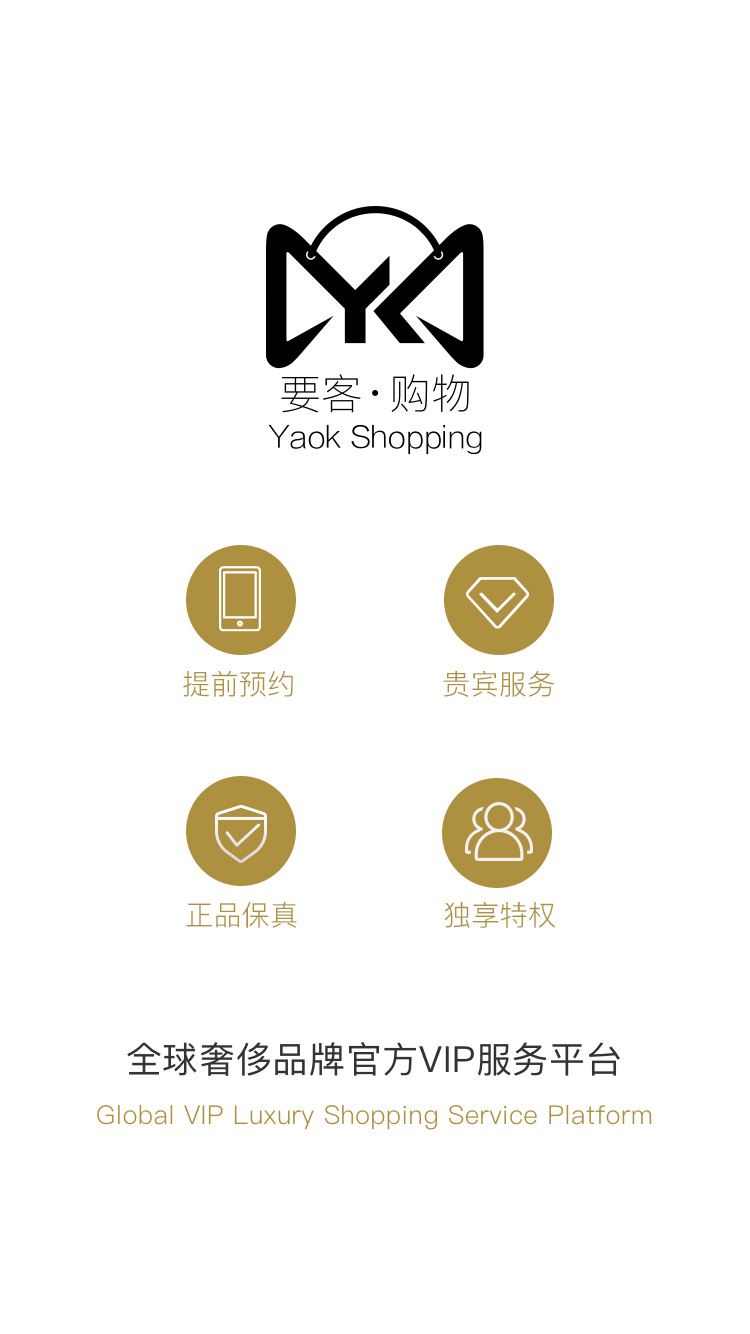 YK
要客·购物
Yaok Shopping
提前预约
贵宾服务
正品保真
独享特权
全球奢侈品牌官方VIP服务平台
Global VIP Luxury Shopping Service Platform